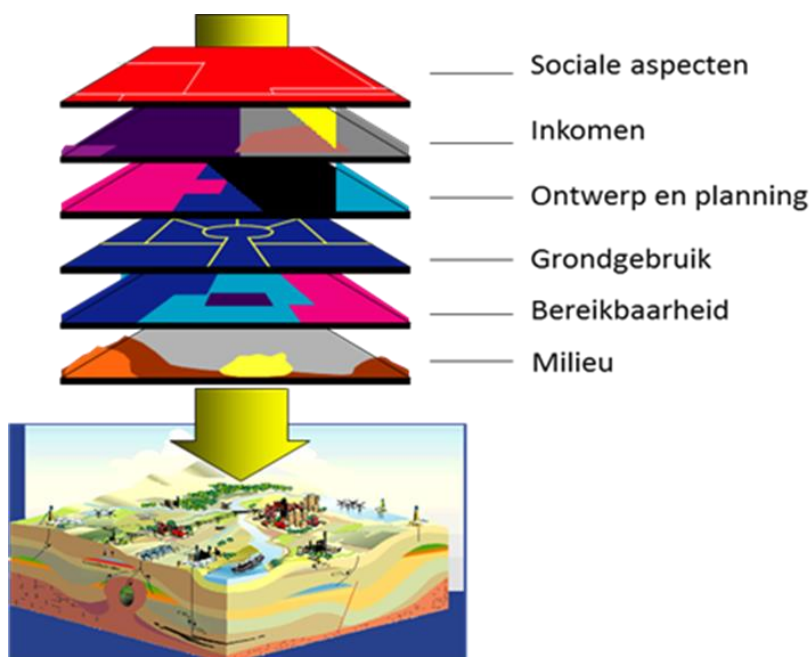 Sociale aspecten
Inkomen
Ontwerp en planning
Grondgebruik
Bereikbaarheid
Milieu